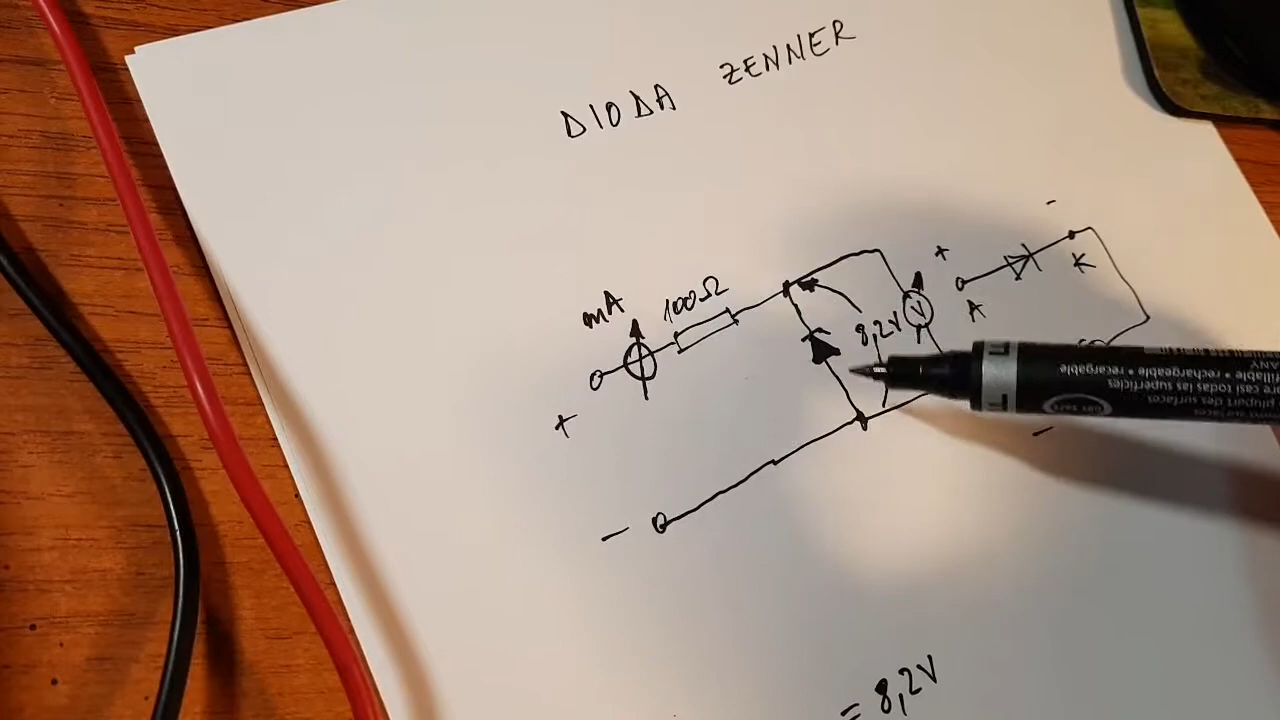 DIODA ZENNER
mA
100Ω
+
-
8,2V
V
+
-
A
K
-
= 8,2V